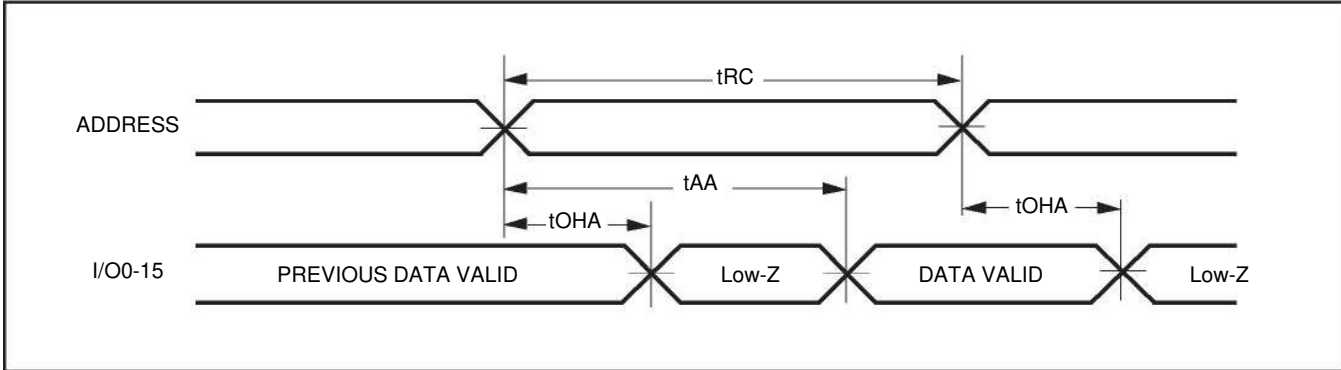 tRC
ADDRESS
tAA
tOHA
tOHA
I/O0-15
PREVIOUS DATA VALID
Low-Z
DATA VALID
Low-Z